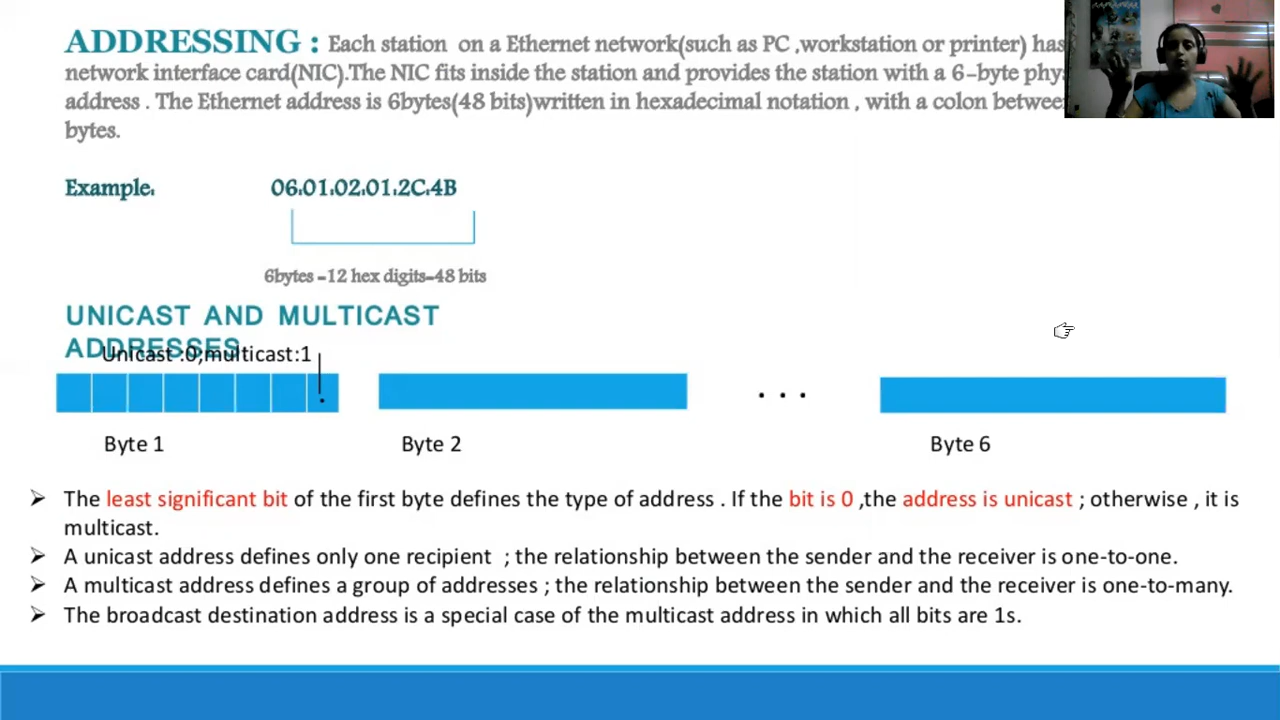 ADDRESSING : Each station on a Ethernet network(such as PC ,workstation or printer) has
network interface card(NIC).The NIC fits inside the station and provides the station with a 6-byte
address . The Ethernet address is 6bytes(48 bits)written in hexadecimal notation , with a colon
bytes.
Example: 06:01:02:01:2C:4B
6bytes =12 hex digits=48 bits
UNICAST AND MULTICAST
ADDRESSES
Unicast :0;multicast:1
. . .
Byte 1 Byte 2 Byte 6
➢ The least significant bit of the first byte defines the type of address . If the bit is 0 ,the address is unicast ; otherwise , it is
multicast.
➢ A unicast address defines only one recipient ; the relationship between the sender and the receiver is one-to-one.
➢ A multicast address defines a group of addresses ; the relationship between the sender and the receiver is one-to-many.
➢ The broadcast destination address is a special case of the multicast address in which all bits are 1s.